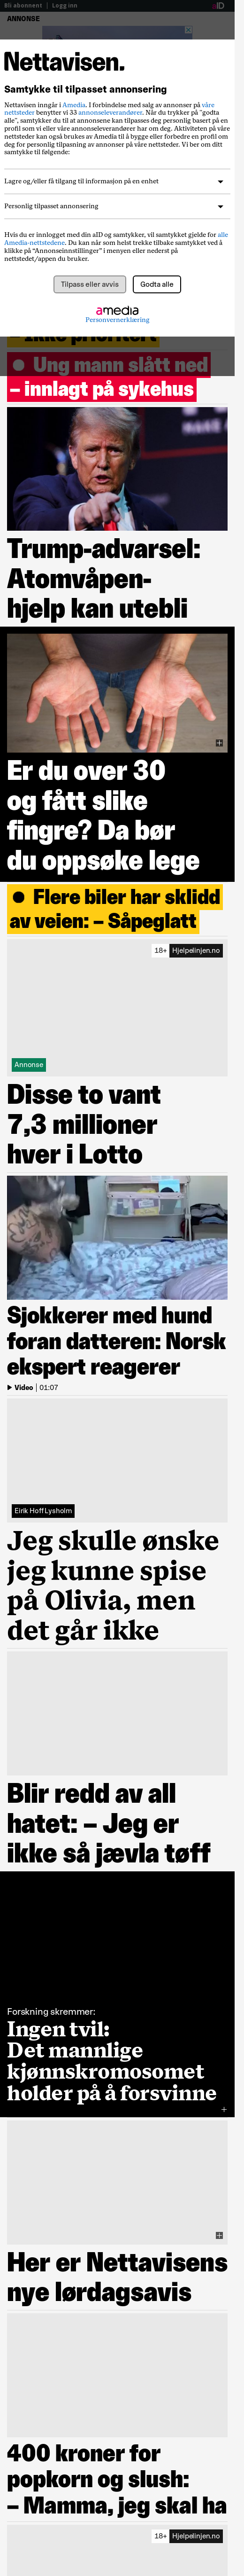 Bli abonnent | Logg inn
aID
ANNONSE
Nettavisen.
Samtykke til tilpasset annonsering
Nettavisen inngår i Amedia. I forbindelse med salg av annonser på våre
nettsteder benytter vi 33 annonseleverandører. Når du trykker på "godta
alle", samtykker du til at annonsene kan tilpasses deg personlig basert på en
profil som vi en eller våre annonseleverandører har om deg. Aktiviteten på våre
nettsteder kan også brukes av Amedia til å bygge eller forbedre en profil om
deg for personlig tilpasning av annonser på våre nettsteder. Vi ber om ditt
samtykke til følgende:
Lagre og/eller få tilgang til informasjon på en enhet
Personlig tilpasset annonsering
Hvis du er innlogget med din aID og gir samtykke, vil samtykket gjelde for alle
Amedia-nettstedene. Du kan når som helst trekke tilbake samtykket ved å
klikke på “Annonseinnstillinger” i menyen eller nederst på
nettstedet/appen du bruker.
Tilpass eller avvis
Godta alle
amedia
Personvernerklæring
– Ikke prioritert
Ung mann slått ned
– innlagt på sykehus
Trump-advarsel:
Atomvåpen-
hjelp kan utebli
Er du over 30
og fått slike
fingre? Da bør
du oppsøke lege
Flere biler har sklidd
av veien: – Såpeglatt
18+ Hjelpelinjen.no
Annonse
Disse to vant
7,3 millioner
hver i Lotto
Sjokkerer med hund
foran datteren: Norsk
ekspert reagerer
Video | 01:07
Eirik Hoff Lysholm
Jeg skulle ønske
jeg kunne spise
på Olivia, men
det går ikke
Blir redd av all
hatet: – Jeg er
ikke så jævla tøff
Forskning skremmer:
Ingen tvil:
Det mannlige
kjønnskromosomet
holder på å forsvinne
Her er Nettavisens
nye lørdagsavis
400 kroner for
popkorn og slush:
– Mamma, jeg skal ha
18+ Hjelpelinjen.no